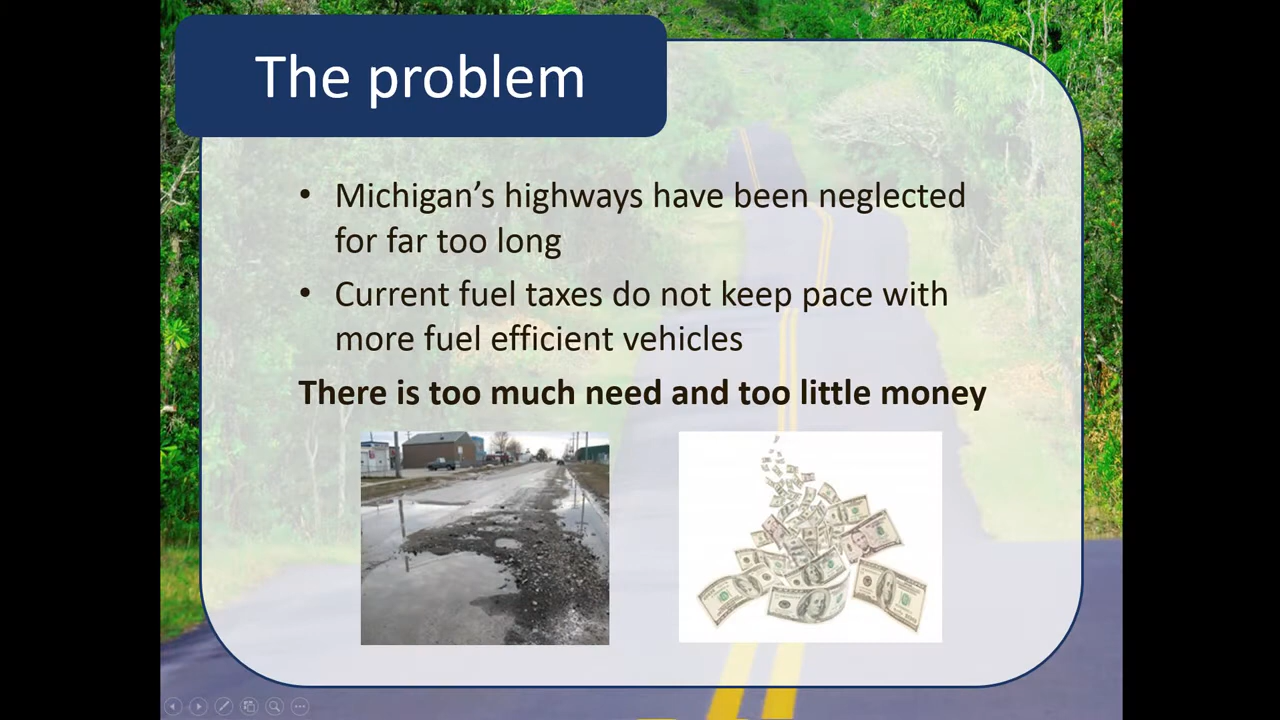 The problem
• Michigan’s highways have been neglected
for far too long
• Current fuel taxes do not keep pace with
more fuel efficient vehicles
There is too much need and too little money